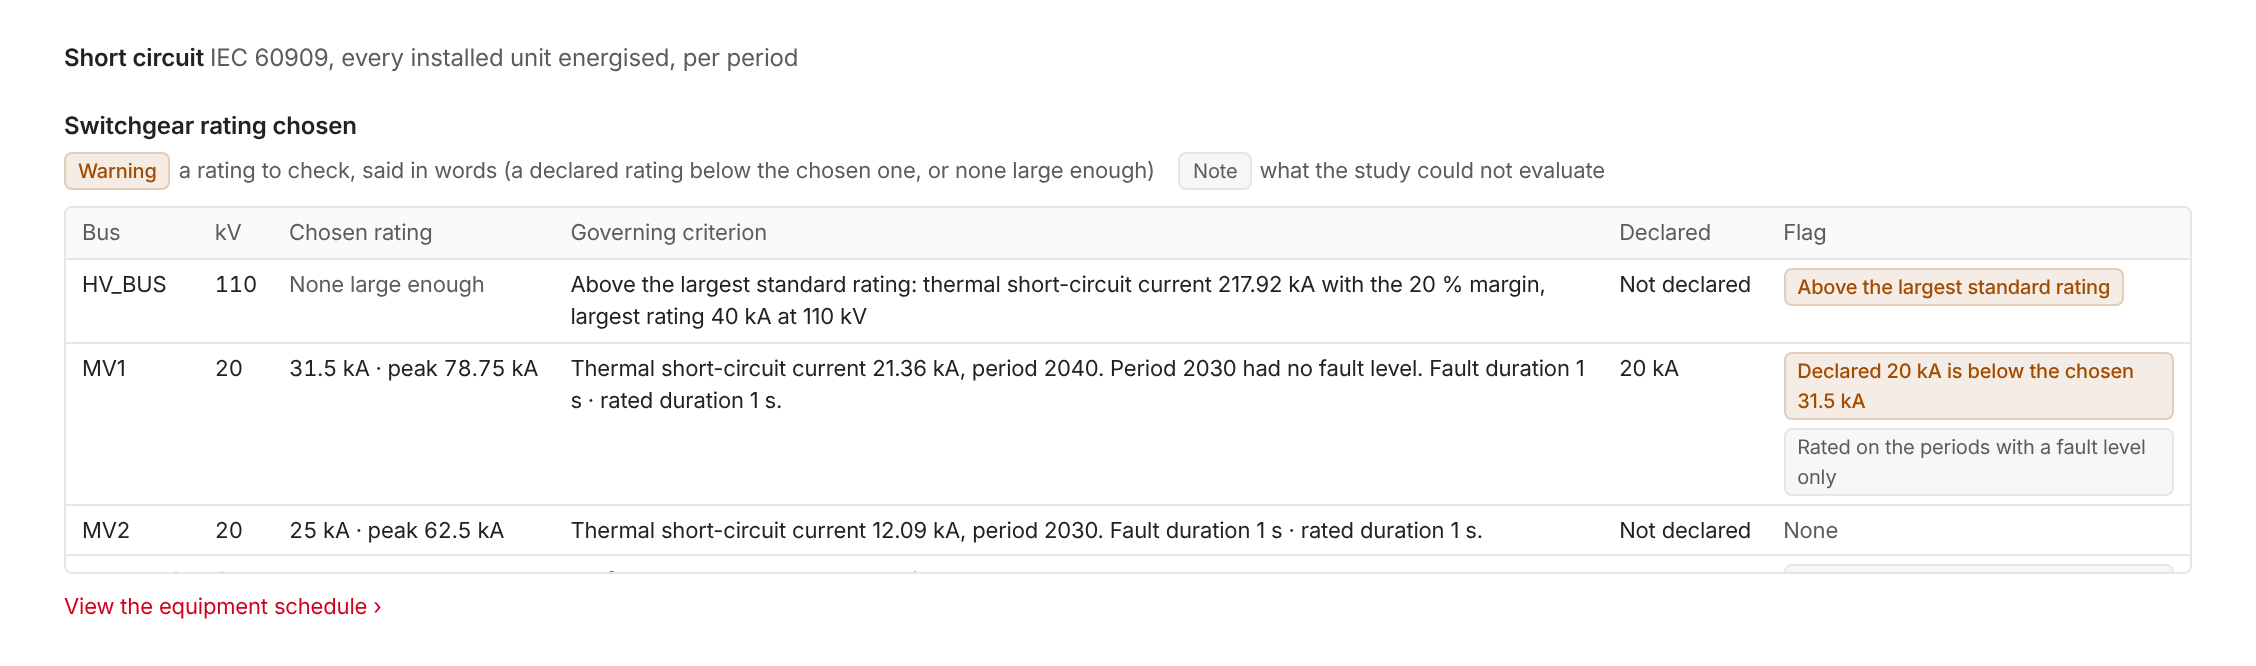 Short circuit IEC 60909, every installed unit energised, per period
Switchgear rating chosen
Warning a rating to check, said in words (a declared rating below the chosen one, or none large enough) Note what the study could not evaluate
Bus kV Chosen rating Governing criterion Declared Flag
HV_BUS 110 None large enough Above the largest standard rating: thermal short-circuit current 217.92 kA with the 20 % margin, Not declared Above the largest standard rating
largest rating 40 kA at 110 kV
MV1 20 31.5 kA · peak 78.75 kA Thermal short-circuit current 21.36 kA, period 2040. Period 2030 had no fault level. Fault duration 1 20 kA Declared 20 kA is below the chosen
s · rated duration 1 s. 31.5 kA
Rated on the periods with a fault level
only
MV2 20 25 kA · peak 62.5 kA Thermal short-circuit current 12.09 kA, period 2030. Fault duration 1 s · rated duration 1 s. Not declared None
View the equipment schedule ›